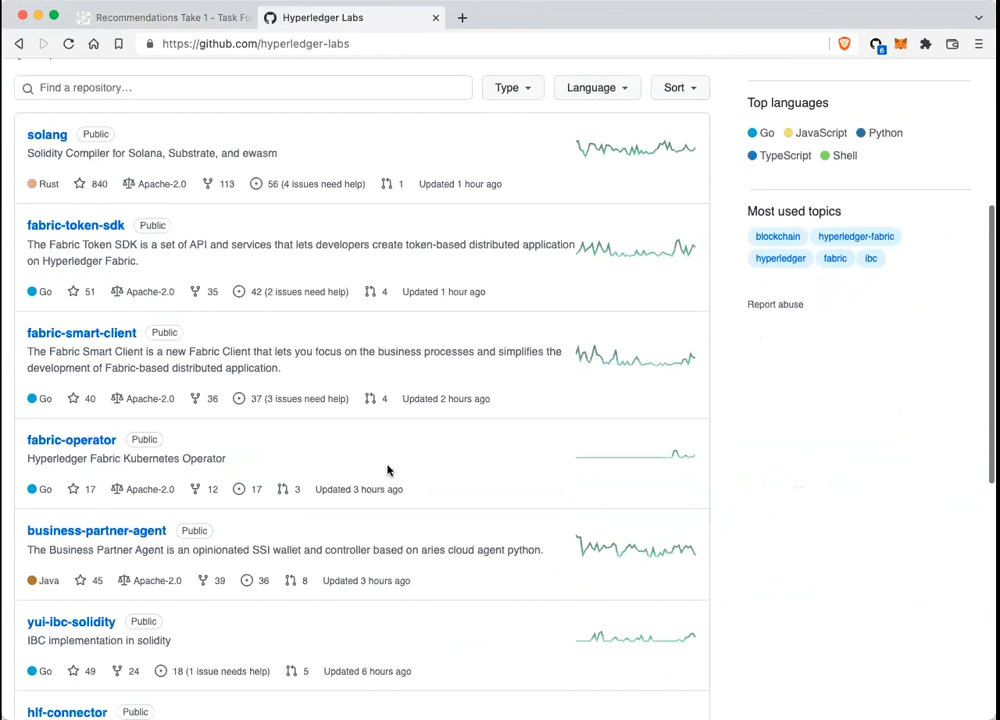 Recommendations Take 1 - Task Fo
Hyperledger Labs
https://github.com/hyperledger-labs
6
Find a repository…
Type
Language
Sort
solang Public
Solidity Compiler for Solana, Substrate, and ewasm
Rust 840 Apache-2.0 113 56 (4 issues need help) 1 Updated 1 hour ago
fabric-token-sdk Public
The Fabric Token SDK is a set of API and services that lets developers create token-based distributed application
on Hyperledger Fabric.
Go 51 Apache-2.0 35 42 (2 issues need help) 4 Updated 1 hour ago
fabric-smart-client Public
The Fabric Smart Client is a new Fabric Client that lets you focus on the business processes and simplifies the
development of Fabric-based distributed application.
Go 40 Apache-2.0 36 37 (3 issues need help) 4 Updated 2 hours ago
fabric-operator Public
Hyperledger Fabric Kubernetes Operator
Go 17 Apache-2.0 12 17 3 Updated 3 hours ago
business-partner-agent Public
The Business Partner Agent is an opinionated SSI wallet and controller based on aries cloud agent python.
Java 45 Apache-2.0 39 36 8 Updated 3 hours ago
yui-ibc-solidity Public
IBC implementation in solidity
Go 49 24 18 (1 issue needs help) 5 Updated 6 hours ago
hlf-connector Public
Top languages
Go JavaScript Python
TypeScript Shell
Most used topics
blockchain hyperledger-fabric
hyperledger fabric ibc
Report abuse